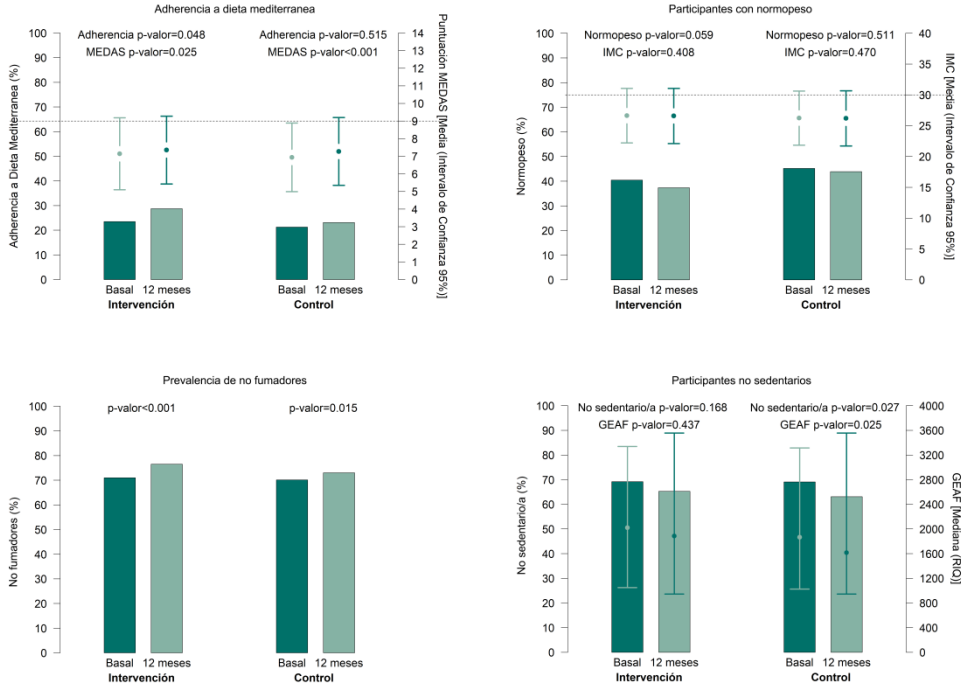 Adherencia a dieta mediterranea
Adherencia p-valor=0.048
MEDAS p-valor=0.025
Adherencia p-valor=0.515
MEDAS p-valor<0.001
Adherencia a Dieta Mediterranea (%)
100
90
80
70
60
50
40
30
20
10
0
14
13
12
11
10
9
8
7
6
5
4
3
2
1
0
Puntuación MEDAS [Media (Intervalo de Confianza 95%)]
Basal 12 meses
Intervención
Basal 12 meses
Control
Participantes con normopeso
Normopeso p-valor=0.059
IMC p-valor=0.408
Normopeso p-valor=0.511
IMC p-valor=0.470
Normopeso (%)
100
90
80
70
60
50
40
30
20
10
0
40
35
30
25
20
15
10
5
0
IMC [Media (Intervalo de Confianza 95%)]
Basal 12 meses
Intervención
Basal 12 meses
Control
Prevalencia de no fumadores
p-valor<0.001
p-valor=0.015
No fumadores (%)
100
90
80
70
60
50
40
30
20
10
0
Basal 12 meses
Intervención
Basal 12 meses
Control
Participantes no sedentarios
No sedentario/a p-valor=0.168
GEAF p-valor=0.437
No sedentario/a p-valor=0.027
GEAF p-valor=0.025
No sedentario/a (%)
100
90
80
70
60
50
40
30
20
10
0
4000
3600
3200
2800
2400
2000
1600
1200
800
400
0
GEAF [Mediana (RIQ)]
Basal 12 meses
Intervención
Basal 12 meses
Control